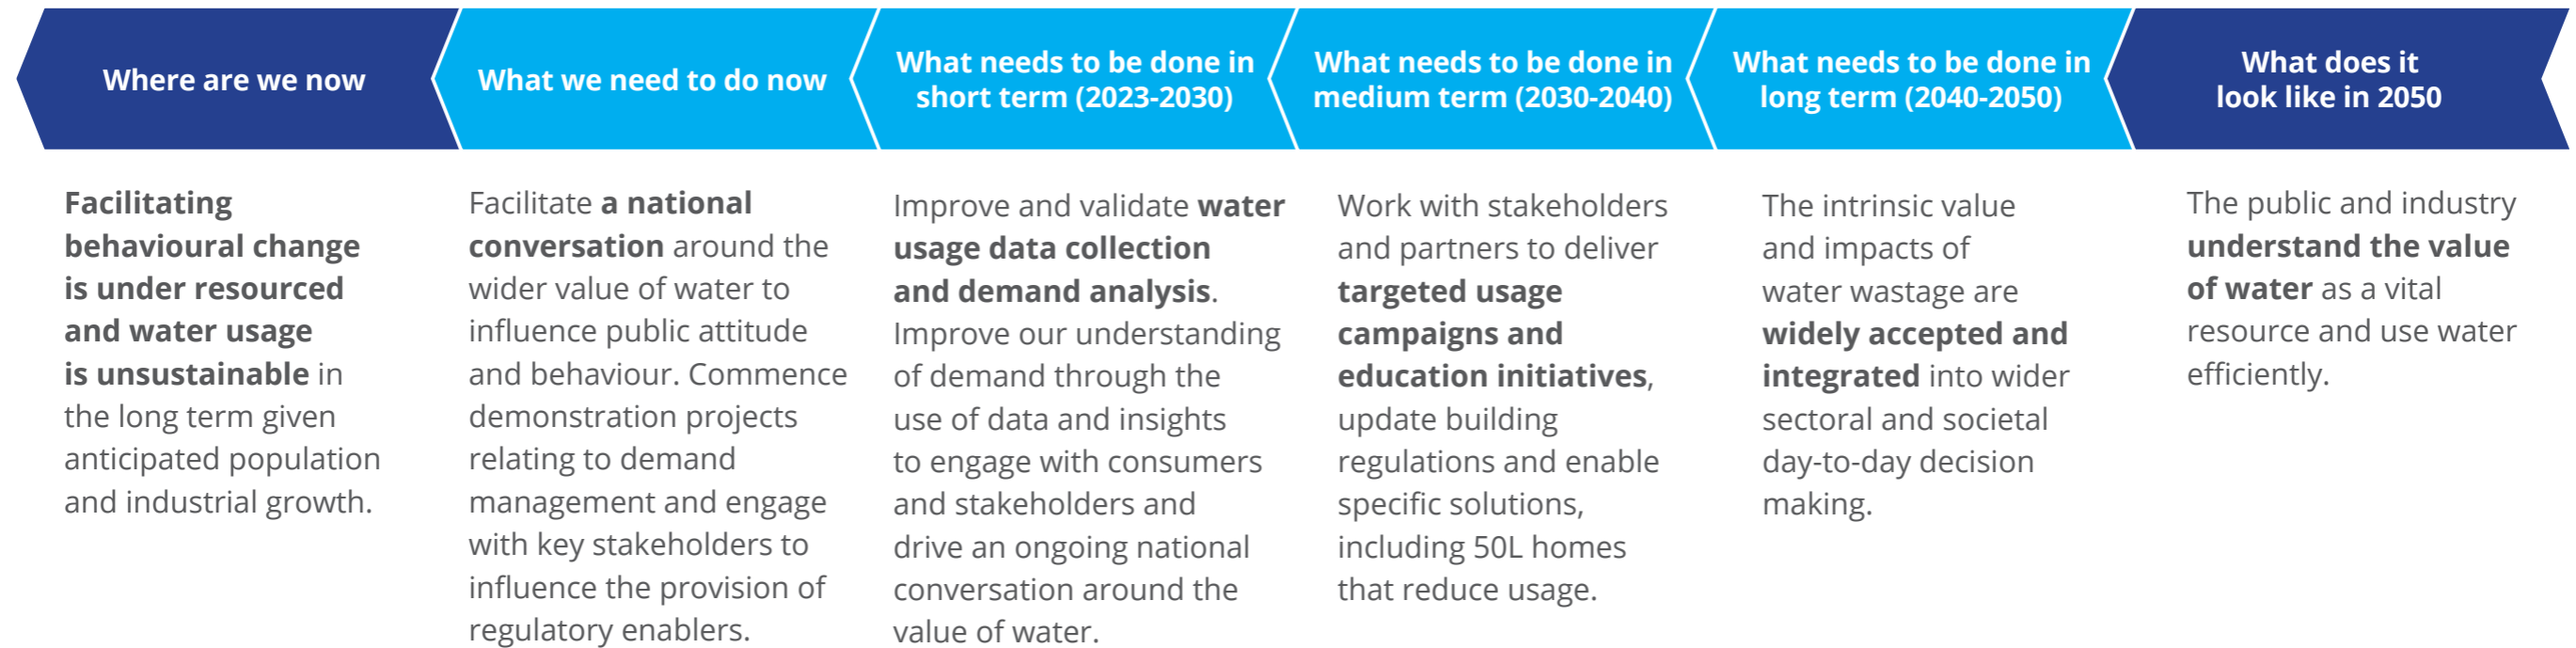 Where are we now
What we need to do now
What needs to be done in
short term (2023-2030)
What needs to be done in
medium term (2030-2040)
What needs to be done in
long term (2040-2050)
What does it
look like in 2050
Facilitating
behavioural change
is under resourced
and water usage
is unsustainable in
the long term given
anticipated population
and industrial growth.
Facilitate a national
conversation around the
wider value of water to
influence public attitude
and behaviour. Commence
demonstration projects
relating to demand
management and engage
with key stakeholders to
influence the provision of
regulatory enablers.
Improve and validate water
usage data collection
and demand analysis.
Improve our understanding
of demand through the
use of data and insights
to engage with consumers
and stakeholders and
drive an ongoing national
conversation around the
value of water.
Work with stakeholders
and partners to deliver
targeted usage
campaigns and
education initiatives,
update building
regulations and enable
specific solutions,
including 50L homes
that reduce usage.
The intrinsic value
and impacts of
water wastage are
widely accepted and
integrated into wider
sectoral and societal
day-to-day decision
making.
The public and industry
understand the value
of water as a vital
resource and use water
efficiently.